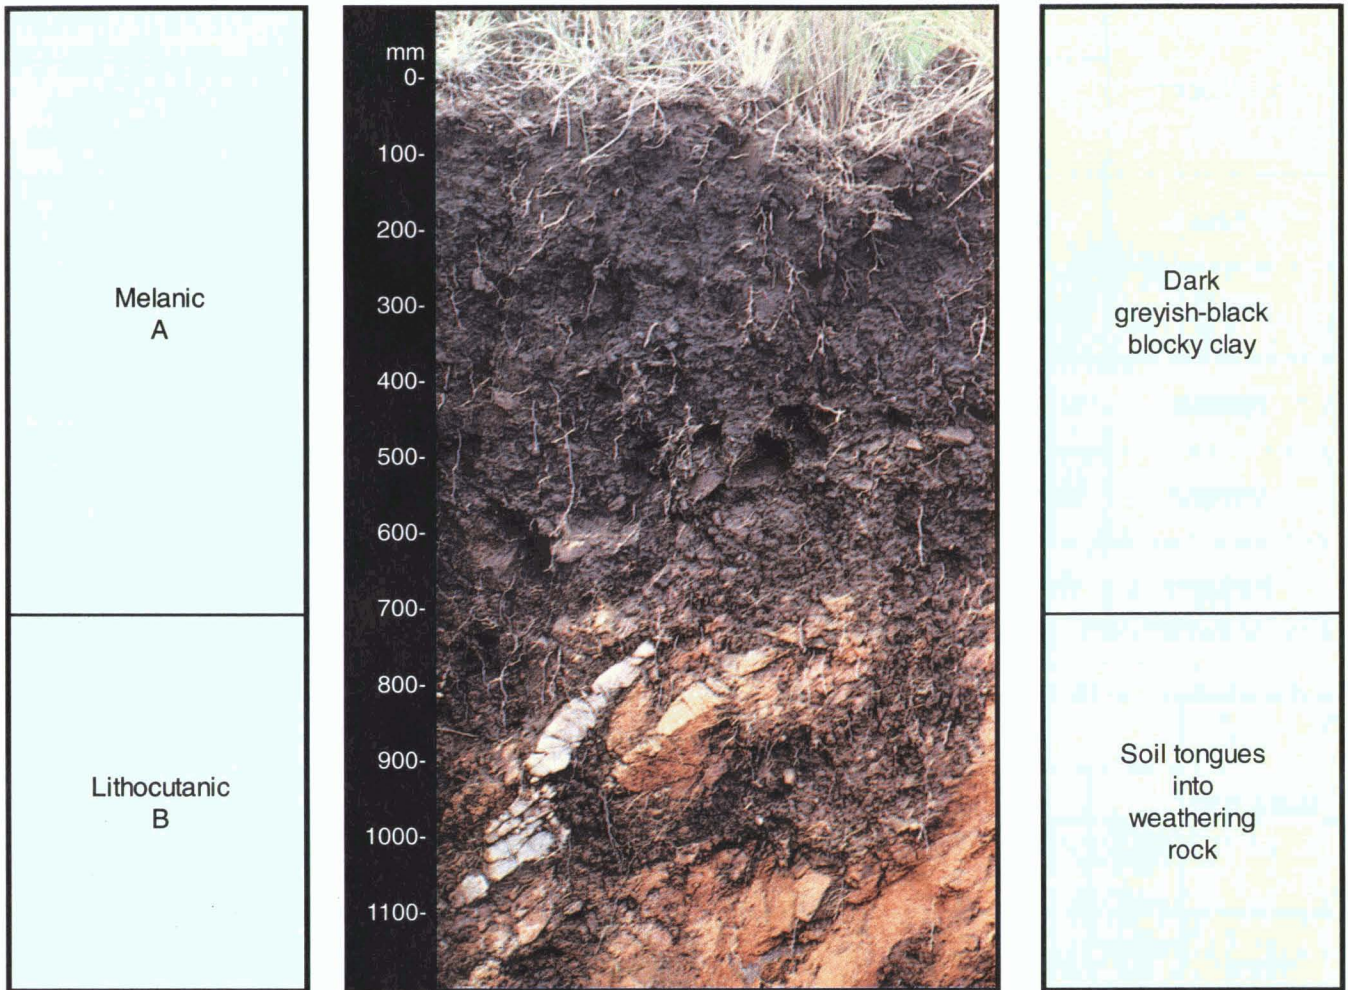 Melanic
A
Lithocutanic
B
mm
0-
100-
200-
300-
400-
500-
600-
700-
800-
900-
1000-
1100-
Dark
greyish-black
blocky clay
Soil tongues
into
weathering
rock